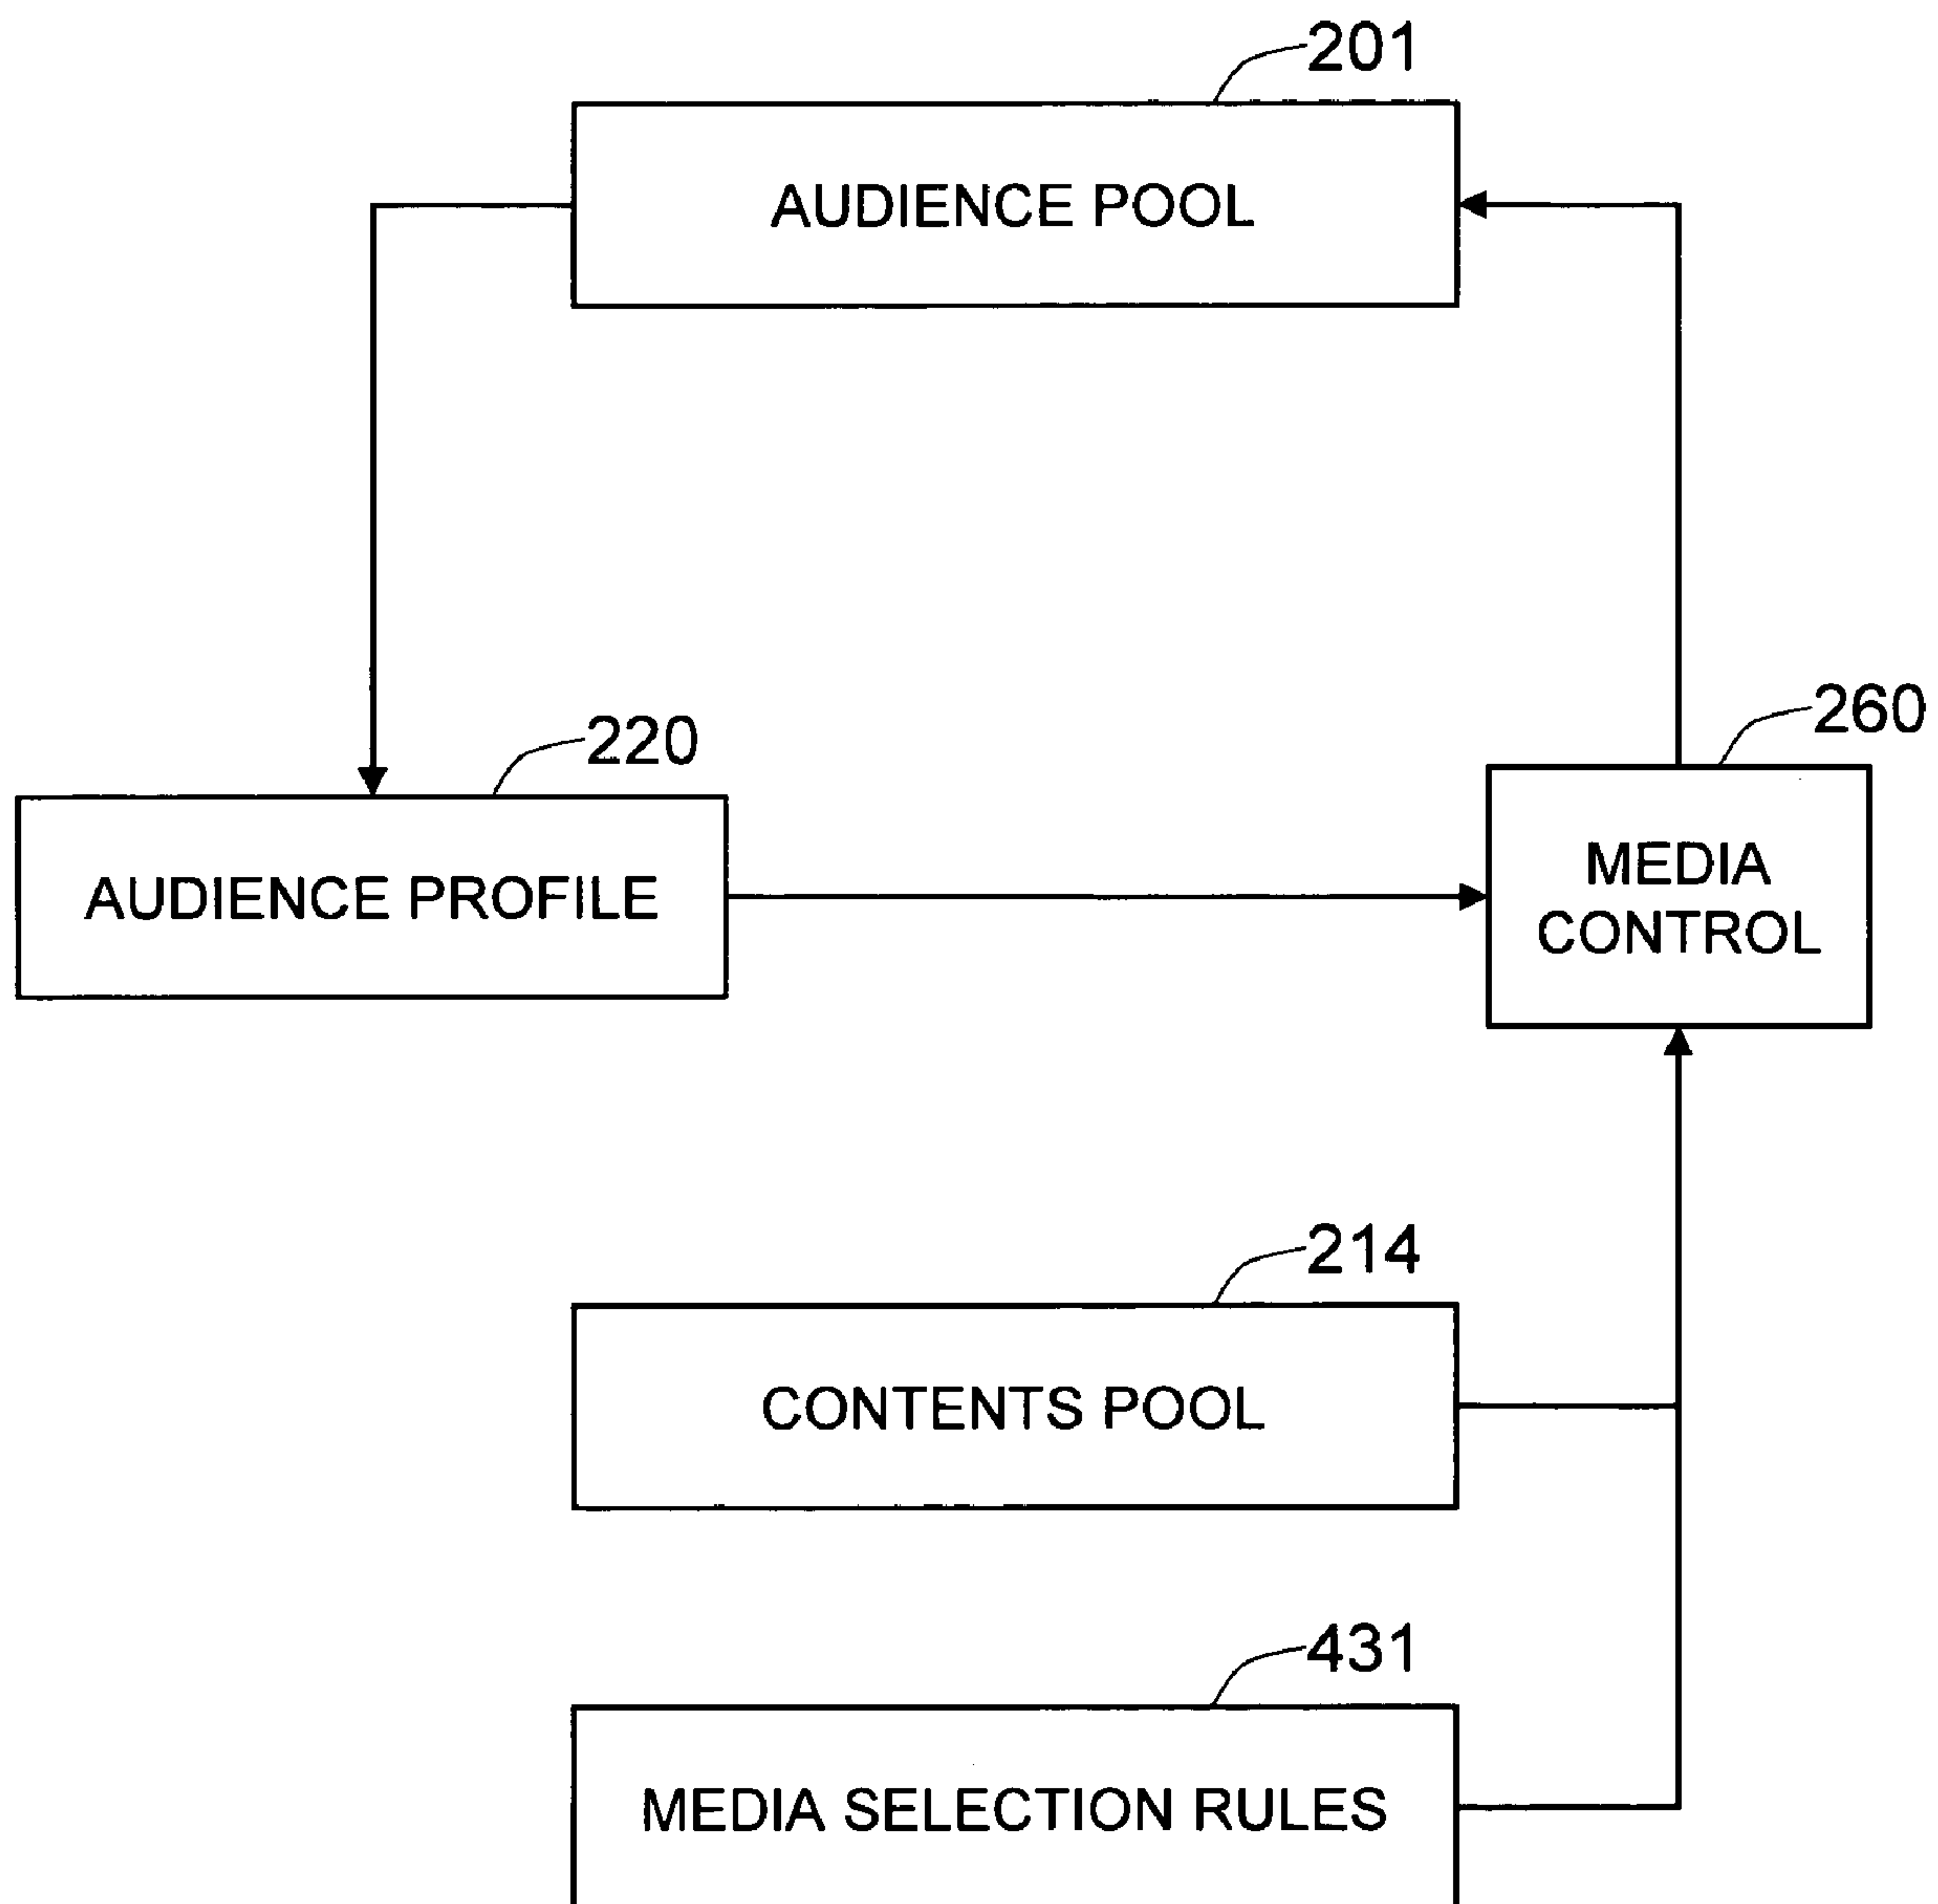 201
AUDIENCE POOL
220
260
AUDIENCE PROFILE
MEDIA
CONTROL
214
CONTENTS POOL
431
MEDIA SELECTION RULES